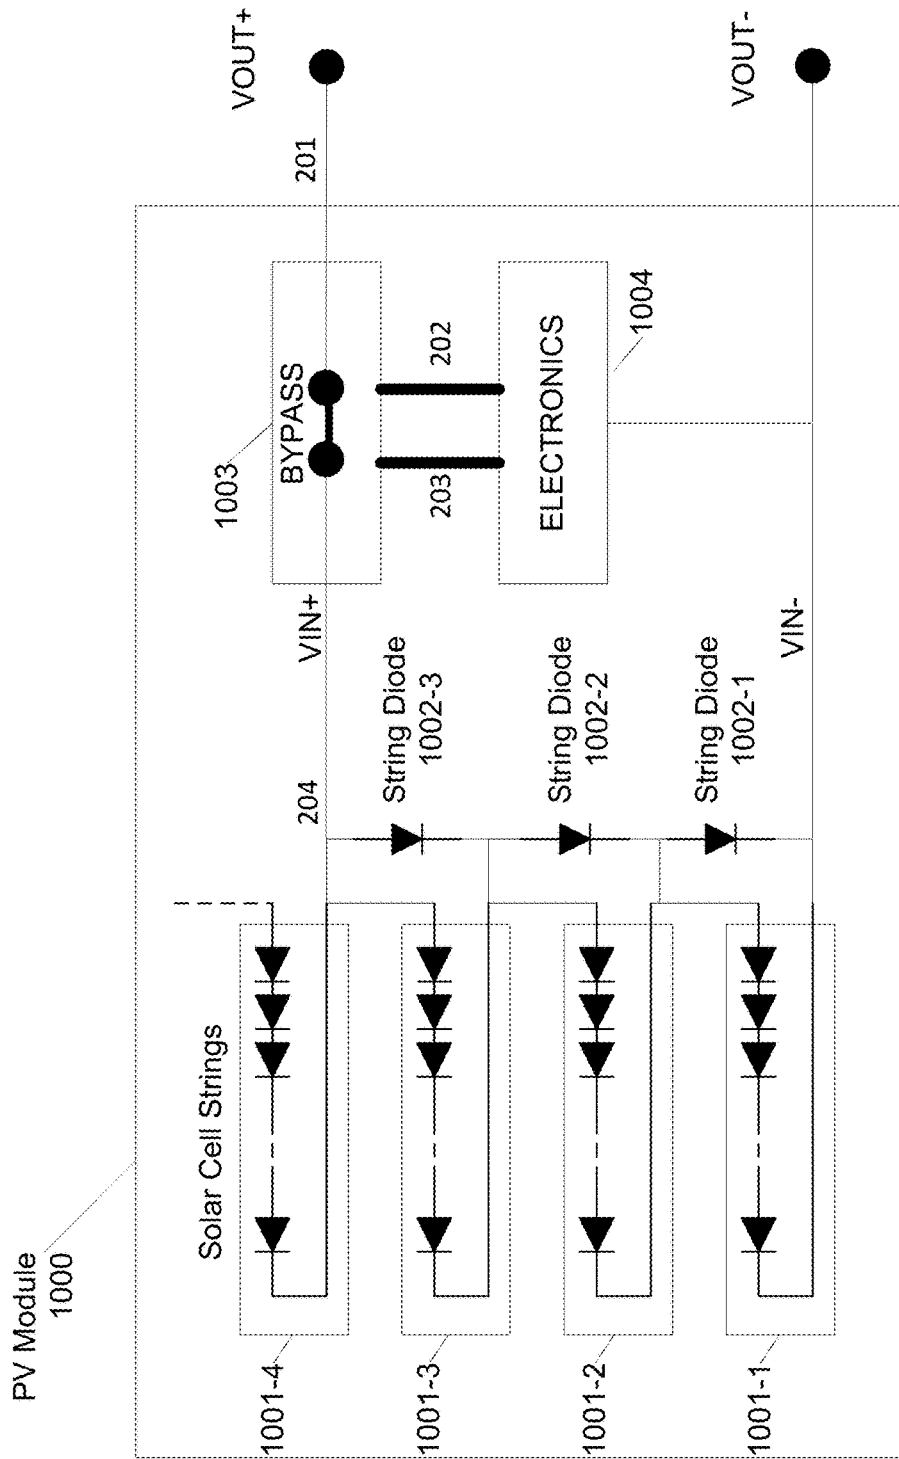 PV Module
1000
Solar Cell Strings
1001-4
1001-3
1001-2
1001-1
204
VIN+
String Diode
1002-3
String Diode
1002-2
String Diode
1002-1
VIN-
1003
BYPASS
203
202
ELECTRONICS
1004
201
VOUT+
VOUT-